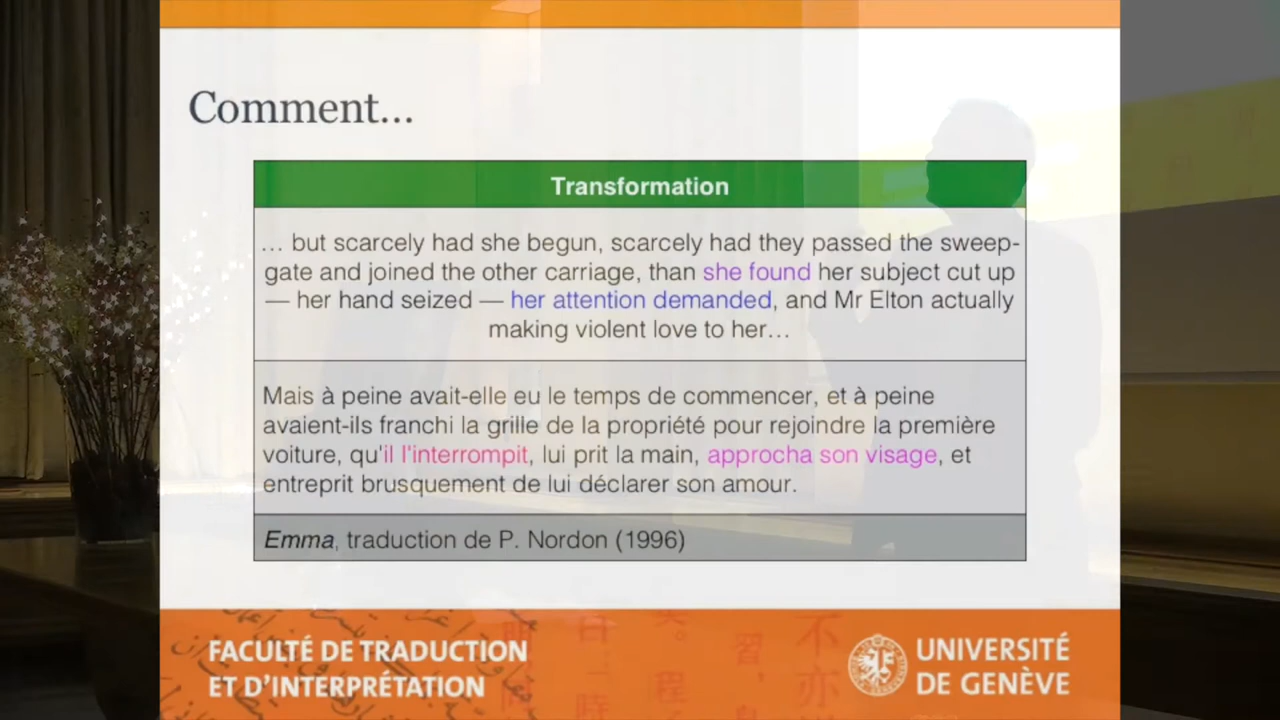 Comment...
Transformation
… but scarcely had she begun, scarcely had they passed the sweep-
gate and joined the other carriage, than she found her subject cut up
— her hand seized — her attention demanded, and Mr Elton actually
making violent love to her…
Mais à peine avait-elle eu le temps de commencer, et à peine
avaient-ils franchi la grille de la propriété pour rejoindre la première
voiture, qu'il l'interrompit, lui prit la main, approcha son visage, et
entreprit brusquement de lui déclarer son amour.
Emma, traduction de P. Nordon (1996)
FACULTÉ DE TRADUCTION
ET D'INTERPRÉTATION
UNIVERSITÉ
DE GENÈVE
不亦
習，
程
時